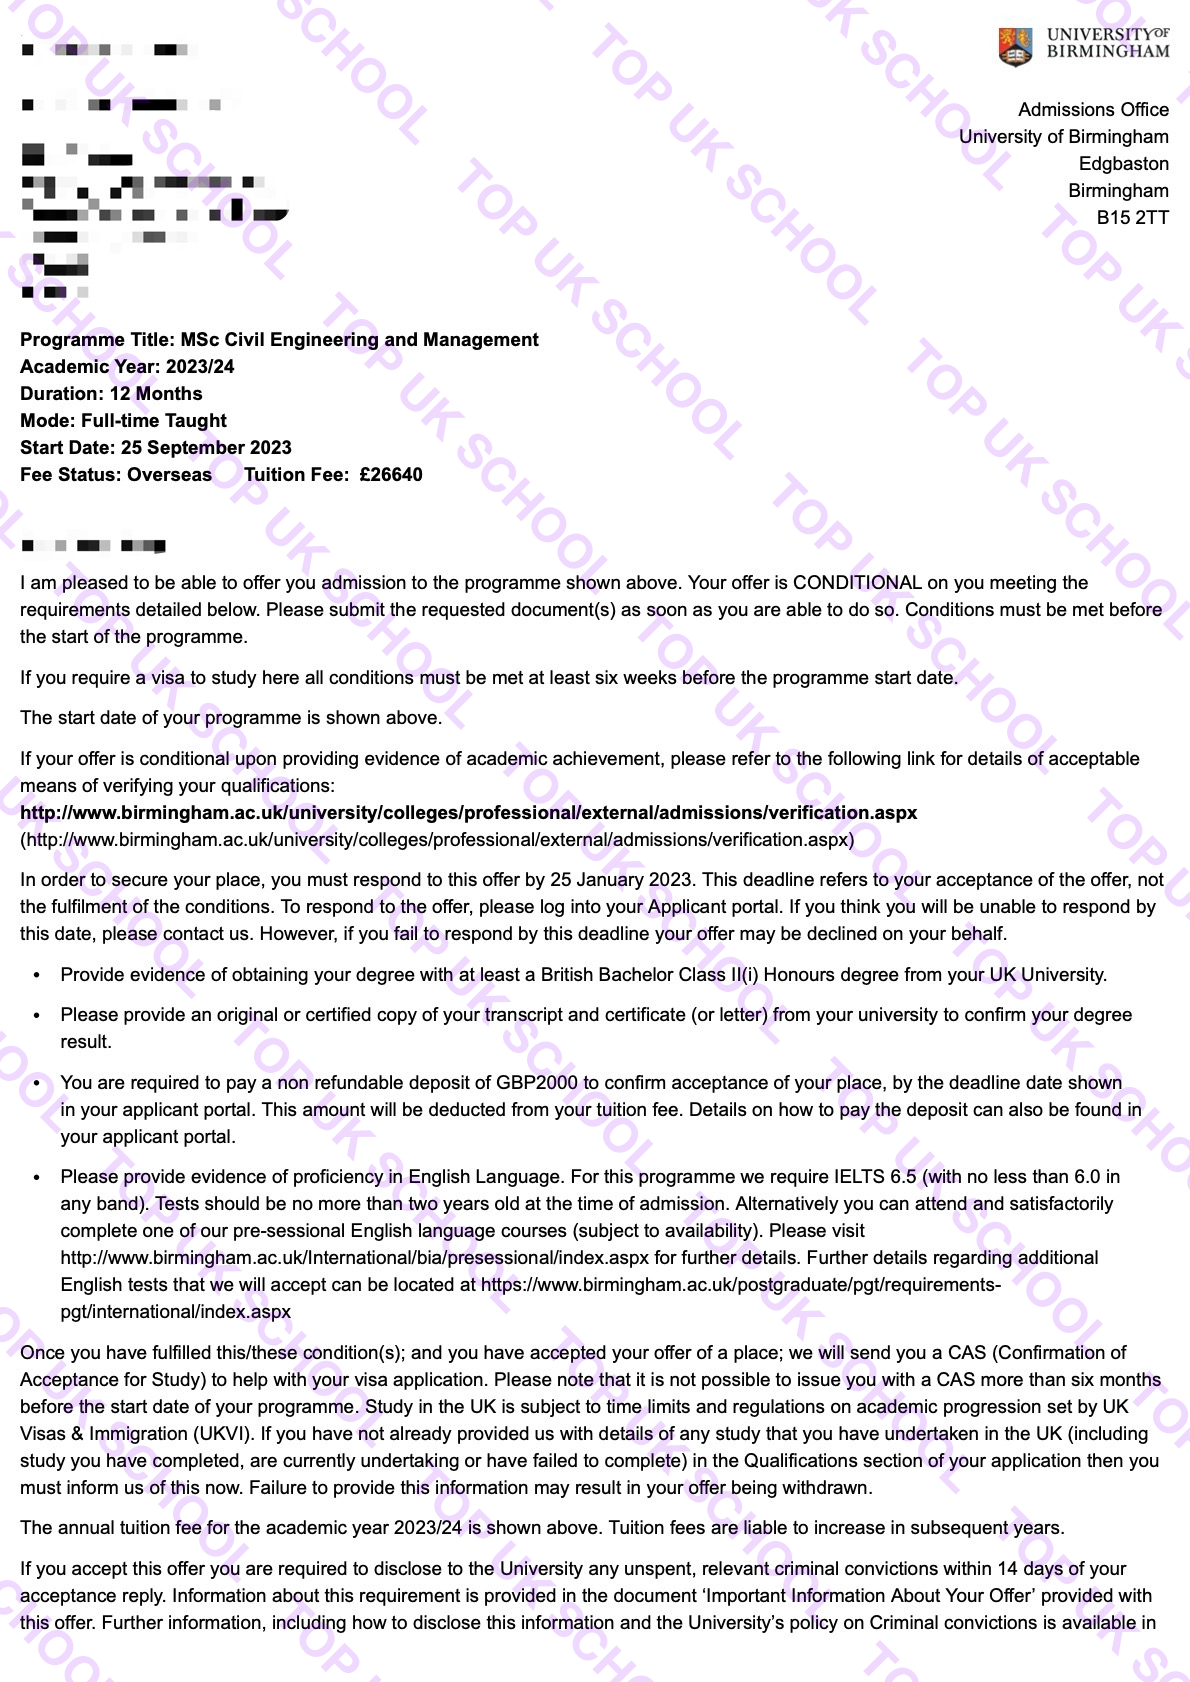 UNIVERSITY OF
BIRMINGHAM
Admissions Office
University of Birmingham
Edgbaston
Birmingham
B15 2TT
Programme Title: MSc Civil Engineering and Management
Academic Year: 2023/24
Duration: 12 Months
Mode: Full-time Taught
Start Date: 25 September 2023
Fee Status: Overseas Tuition Fee: £26640
I am pleased to be able to offer you admission to the programme shown above. Your offer is CONDITIONAL on you meeting the
requirements detailed below. Please submit the requested document(s) as soon as you are able to do so. Conditions must be met before
the start of the programme.
If you require a visa to study here all conditions must be met at least six weeks before the programme start date.
The start date of your programme is shown above.
If your offer is conditional upon providing evidence of academic achievement, please refer to the following link for details of acceptable
means of verifying your qualifications:
http://www.birmingham.ac.uk/university/colleges/professional/external/admissions/verification.aspx
(http://www.birmingham.ac.uk/university/colleges/professional/external/admissions/verification.aspx)
In order to secure your place, you must respond to this offer by 25 January 2023. This deadline refers to your acceptance of the offer, not
the fulfilment of the conditions. To respond to the offer, please log into your Applicant portal. If you think you will be unable to respond by
this date, please contact us. However, if you fail to respond by this deadline your offer may be declined on your behalf.
• Provide evidence of obtaining your degree with at least a British Bachelor Class II(i) Honours degree from your UK University.
• Please provide an original or certified copy of your transcript and certificate (or letter) from your university to confirm your degree
result.
• You are required to pay a non refundable deposit of GBP2000 to confirm acceptance of your place, by the deadline date shown
in your applicant portal. This amount will be deducted from your tuition fee. Details on how to pay the deposit can also be found in
your applicant portal.
• Please provide evidence of proficiency in English Language. For this programme we require IELTS 6.5 (with no less than 6.0 in
any band). Tests should be no more than two years old at the time of admission. Alternatively you can attend and satisfactorily
complete one of our pre-sessional English language courses (subject to availability). Please visit
http://www.birmingham.ac.uk/International/bia/presessional/index.aspx for further details. Further details regarding additional
English tests that we will accept can be located at https://www.birmingham.ac.uk/postgraduate/pgt/requirements-
pgt/international/index.aspx
Once you have fulfilled this/these condition(s); and you have accepted your offer of a place; we will send you a CAS (Confirmation of
Acceptance for Study) to help with your visa application. Please note that it is not possible to issue you with a CAS more than six months
before the start date of your programme. Study in the UK is subject to time limits and regulations on academic progression set by UK
Visas & Immigration (UKVI). If you have not already provided us with details of any study that you have undertaken in the UK (including
study you have completed, are currently undertaking or have failed to complete) in the Qualifications section of your application then you
must inform us of this now. Failure to provide this information may result in your offer being withdrawn.
The annual tuition fee for the academic year 2023/24 is shown above. Tuition fees are liable to increase in subsequent years.
If you accept this offer you are required to disclose to the University any unspent, relevant criminal convictions within 14 days of your
acceptance reply. Information about this requirement is provided in the document ‘Important Information About Your Offer’ provided with
this offer. Further information, including how to disclose this information and the University’s policy on Criminal convictions is available in
TOP UK SCHOOL